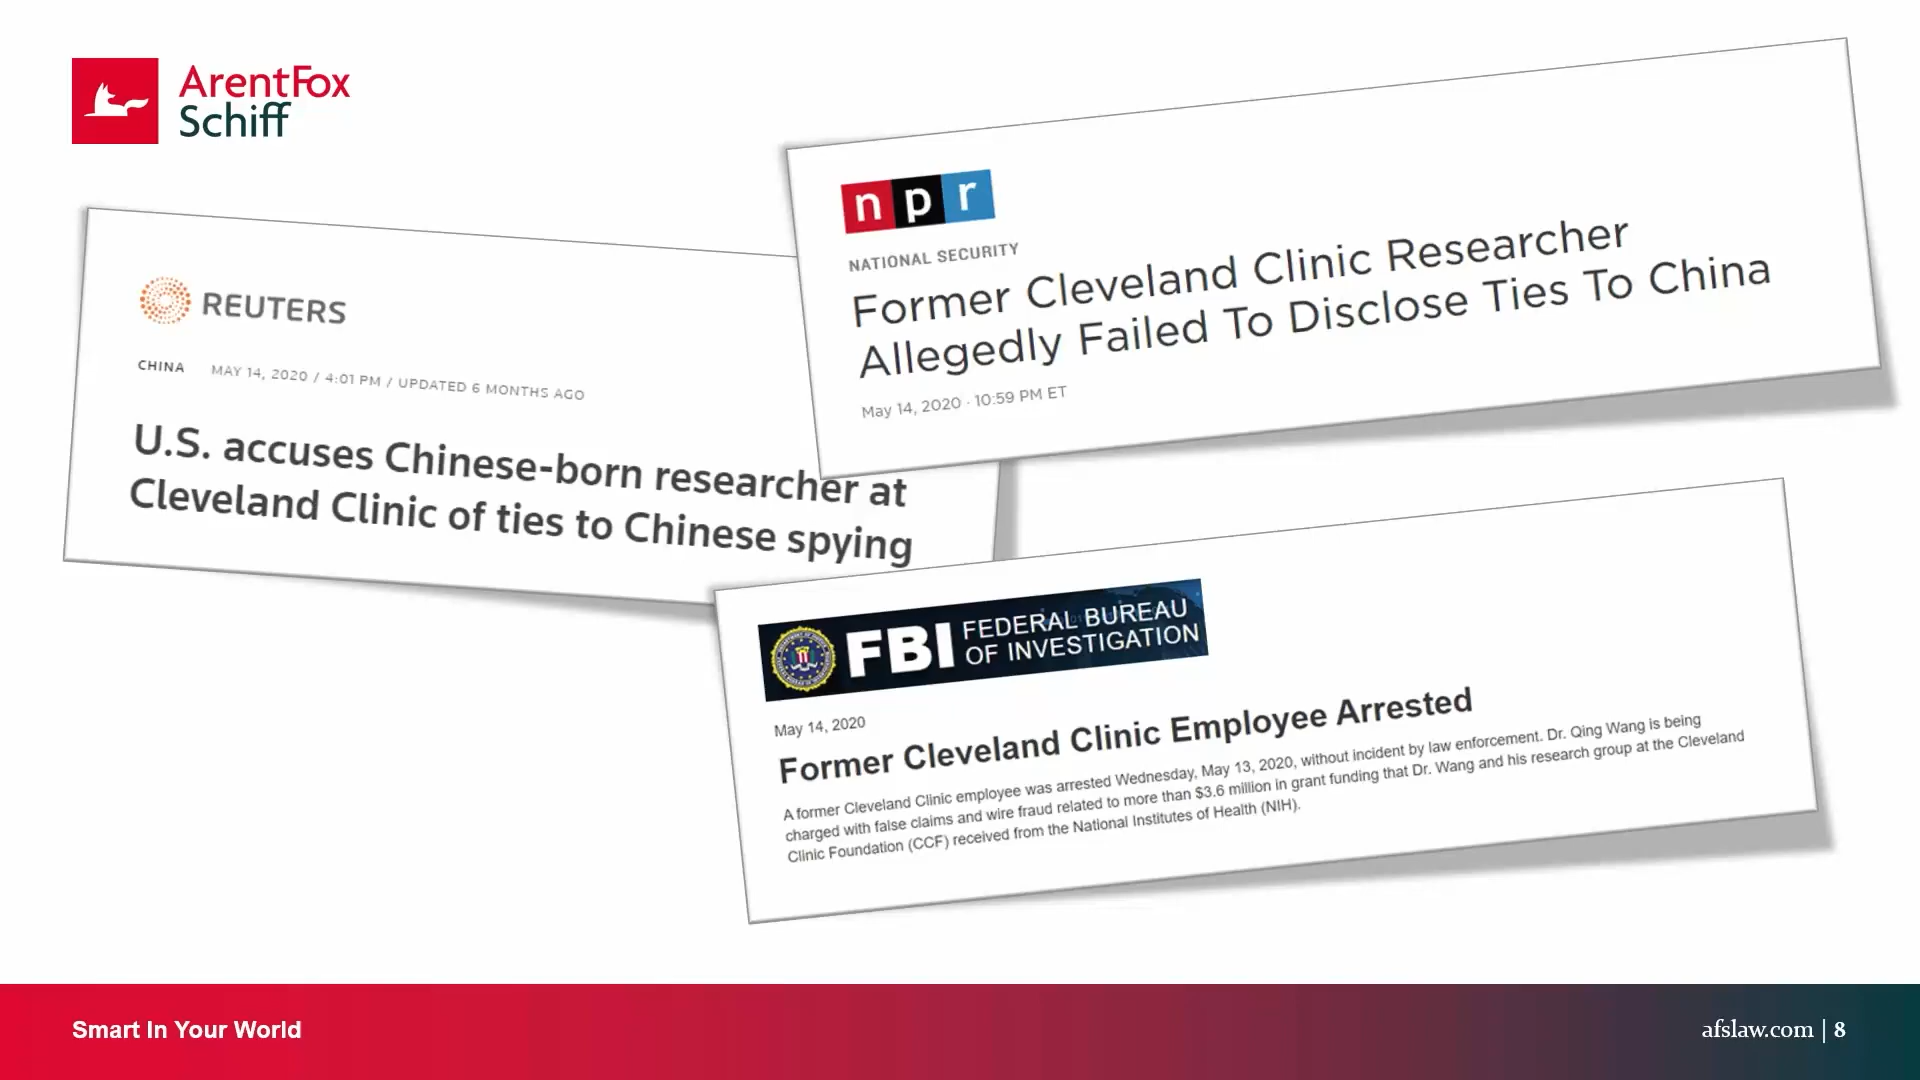 ArentFox
Schiff
REUTERS
CHINA MAY 14, 2020 / 4:01 PM / UPDATED 6 MONTHS AGO
U.S. accuses Chinese-born researcher at
Cleveland Clinic of ties to Chinese spying
npr
NATIONAL SECURITY
Former Cleveland Clinic Researcher
Allegedly Failed To Disclose Ties To China
May 14, 2020 · 10:59 PM ET
FBI FEDERAL BUREAU
OF INVESTIGATION
May 14, 2020
Former Cleveland Clinic Employee Arrested
A former Cleveland Clinic employee was arrested Wednesday, May 13, 2020, without incident by law enforcement. Dr. Qing Wang is being
charged with false claims and wire fraud related to more than $3.6 million in grant funding that Dr. Wang and his research group at the Cleveland
Clinic Foundation (CCF) received from the National Institutes of Health (NIH).
Smart In Your World
afslaw.com | 8